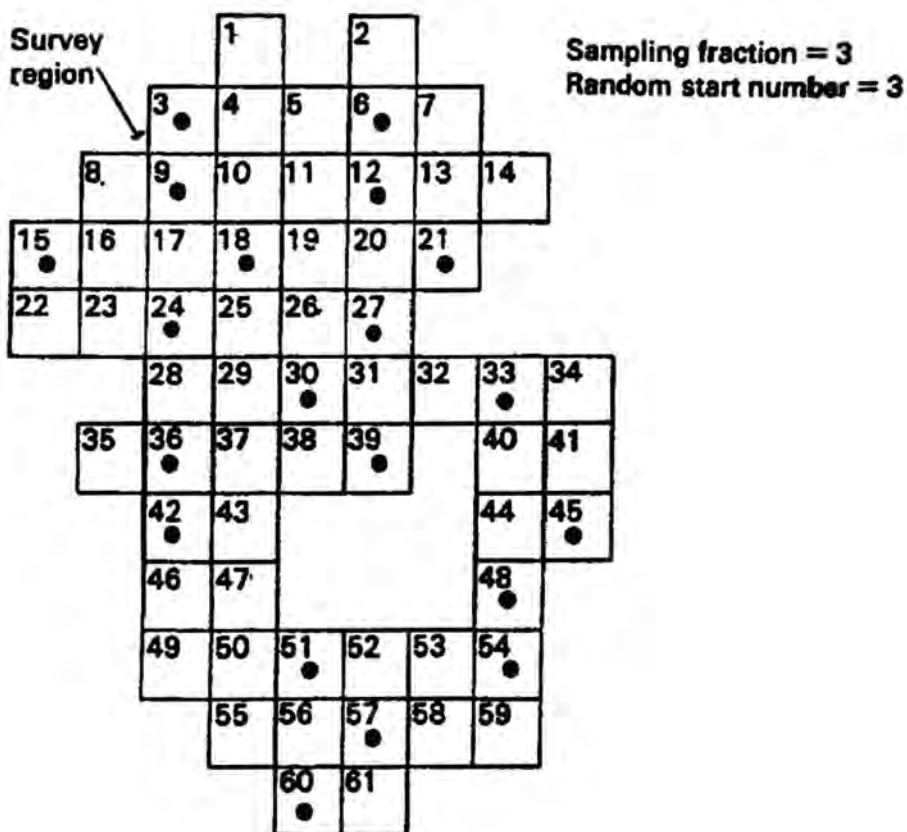 1 2
Survey
region
Sampling fraction = 3
Random start number = 3
3 4 5 6 7
8 9 10 11 12 13 14
15 16 17 18 19 20 21
22 23 24 25 26 27
28 29 30 31 32 33 34
35 36 37 38 39 40 41
42 43 44 45
46 47 48
49 50 51 52 53 54
55 56 57 58 59
60 61